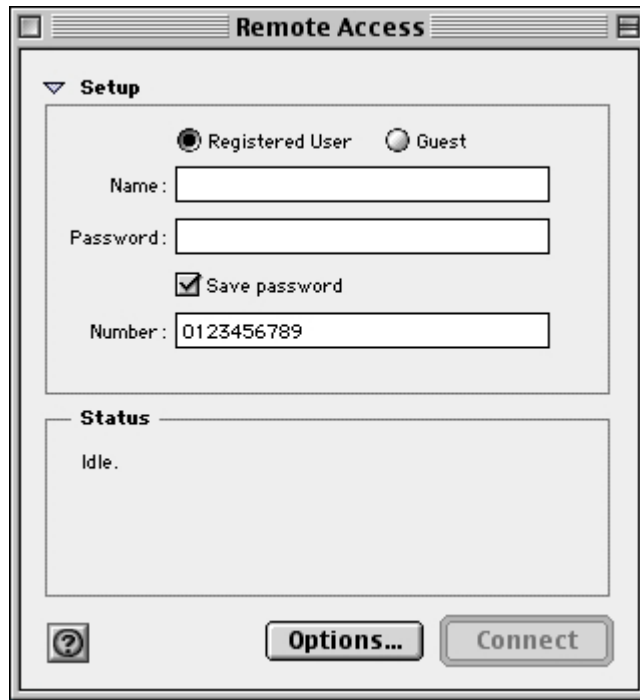 Remote Access
Setup
Registered User Guest
Name:
Password:
Save password
Number: 0123456789
Status
Idle.
? Options... Connect